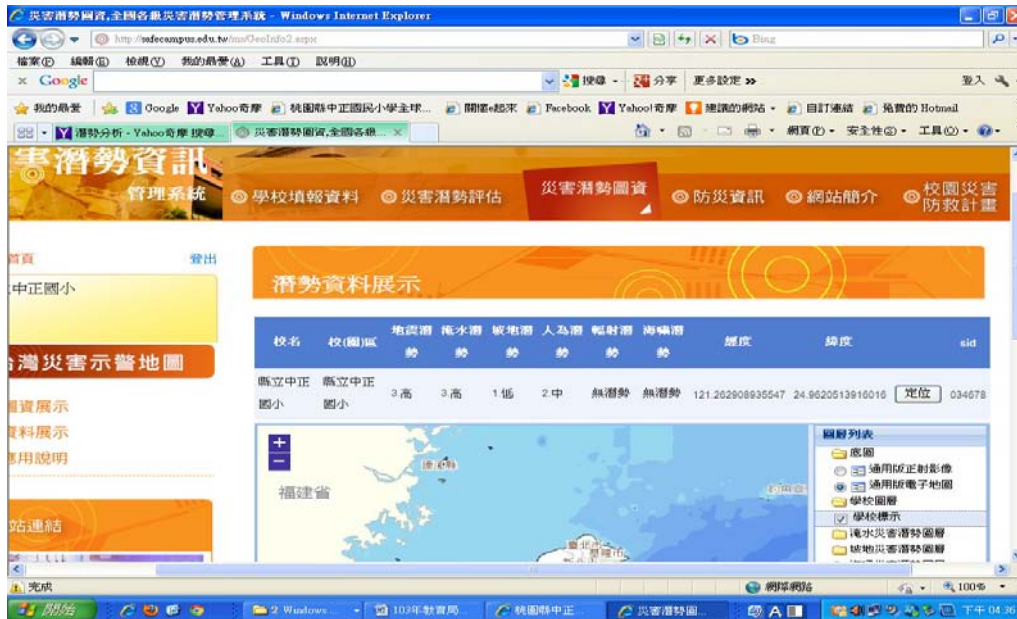 災害潛勢圖資,全國各級災害潛勢管理系統 - Windows Internet Explorer
http://safecampus.edu.tw/ms/GeoInfo2.aspx
Bing
檔案(F) 編輯(E) 檢視(V) 我的最愛(A) 工具(T) 說明(H)
× Google 搜尋 分享 更多設定 » 登入
我的最愛 Google Yahoo奇摩 桃園縣中正國民小學全球... Facebook Yahoo!奇摩 建議的網站 自訂連結 免費的 Hotmail
潛勢分析 - Yahoo奇摩 搜尋... 災害潛勢圖資,全國各級... × 網頁(P) 安全性(S) 工具(O)
害潛勢資訊
管理系統
學校填報資料 災害潛勢評估 災害潛勢圖資 防災資訊 網站簡介 校園災害防救計畫
首頁 登出
中正國小
台灣災害示警地圖
圖資展示
資料展示
應用說明
站連結
潛勢資料展示
校名 校(園)區 地震潛勢 淹水潛勢 坡地潛勢 人為潛勢 輻射潛勢 海嘯潛勢 經度 緯度 sid
縣立中正國小 縣立中正國小 3.高 3.高 1.低 2.中 無潛勢 無潛勢 121.262908935547 24.9620513916016 定位 034678
連江縣
福建省
臺北市
基隆市
圖層列表
底圖
通用版正射影像
通用版電子地圖
學校圖層
學校標示
淹水災害潛勢圖層
坡地災害潛勢圖層
完成 網際網路 100%
開始 2 Windows ... 103年教育局... 桃園縣中正... 災害潛勢圖... A 下午 04:36